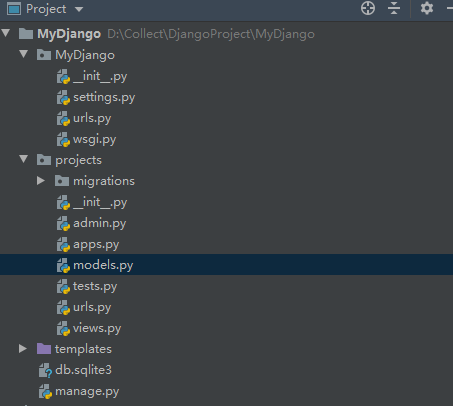 Project
MyDjango D:\Collect\DjangoProject\MyDjango
MyDjango
__init__.py
settings.py
urls.py
wsgi.py
projects
migrations
__init__.py
admin.py
apps.py
models.py
tests.py
urls.py
views.py
templates
db.sqlite3
manage.py